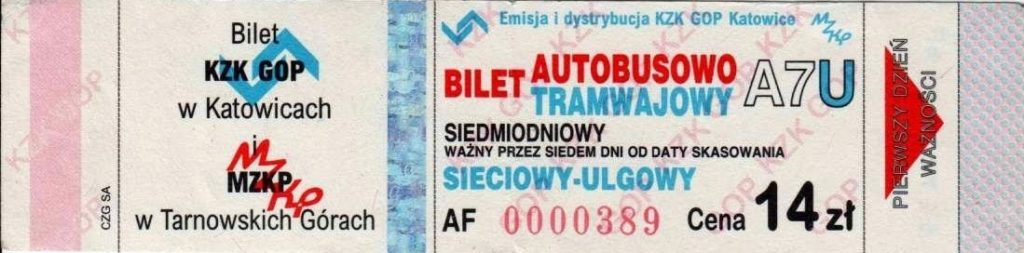 CZG SA
Bilet
KZK GOP
w Katowicach
i
MZKP
w Tarnowskich Górach
Emisja i dystrybucja KZK GOP Katowice MZKP
BILET AUTOBUSOWO
TRAMWAJOWY
A7U
SIEDMIODNIOWY
WAŻNY PRZEZ SIEDEM DNI OD DATY SKASOWANIA
SIECIOWY-ULGOWY
AF 0000389 Cena 14 zł
PIERWSZY DZIEŃ
WAŻNOŚCI